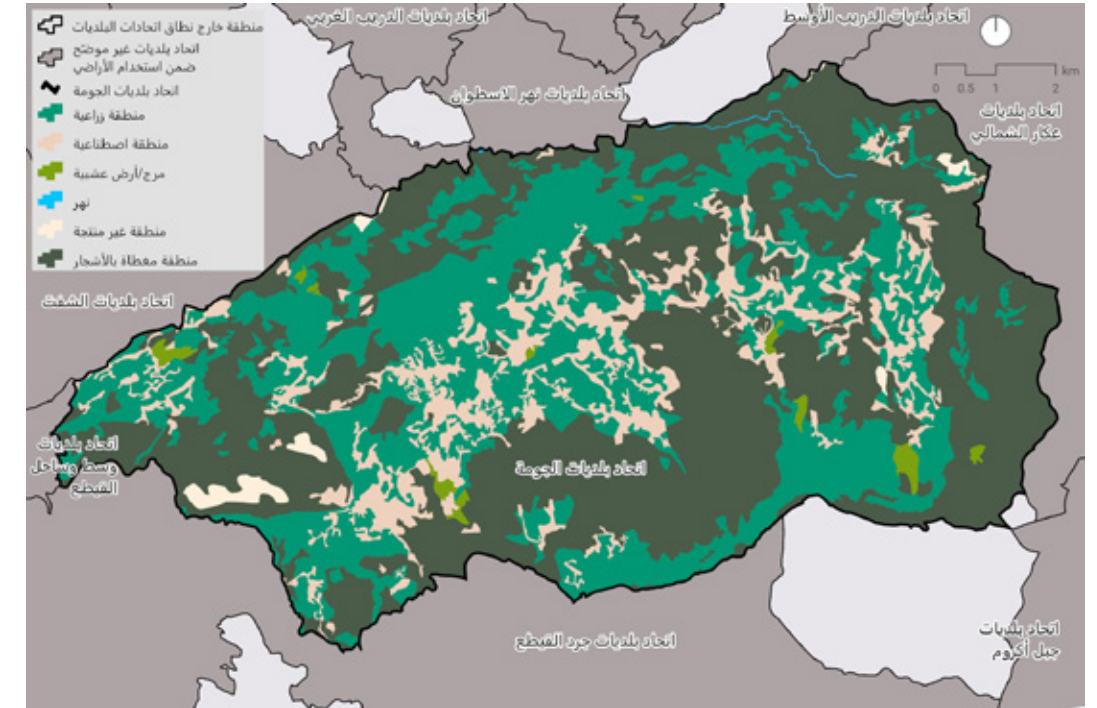 منطقة خارج نطاق اتحادات البلديات
اتحاد بلديات غير موضّح
ضمن استخدام الأراضي
اتحاد بلديات الجومة
منطقة زراعية
منطقة اصطناعية
مرج/أرض عشبية
نهر
منطقة غير منتجة
منطقة مغطاة بالأشجار
اتحاد بلديات الدريب الغربي
اتحاد بلديات الدريب الأوسط
km
0 0.5 1 2
اتحاد بلديات نهر الاسطوان
اتحاد بلديات
عكار الشمالي
اتحاد بلديات الشفت
اتحاد بلديات
وسط وساحل
القيطع
اتحاد بلديات الجومة
اتحاد بلديات جرد القيطع
اتحاد بلديات
جبل أكروم